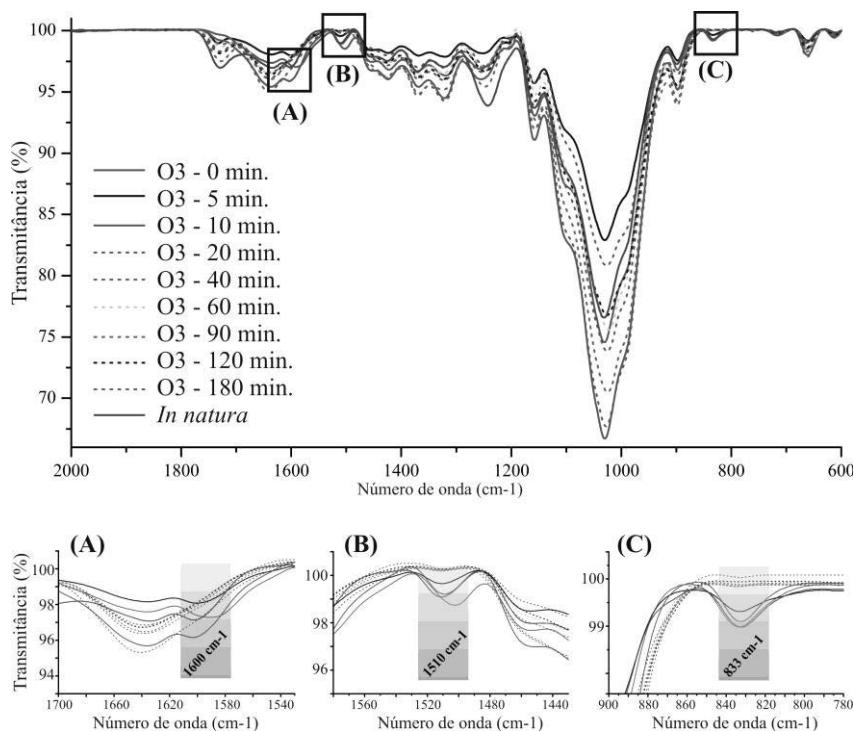 100
95
90
85
80
75
70
Transmitância (%)
(A)
(B)
(C)
O3 - 0 min.
O3 - 5 min.
O3 - 10 min.
O3 - 20 min.
O3 - 40 min.
O3 - 60 min.
O3 - 90 min.
O3 - 120 min.
O3 - 180 min.
In natura
2000 1800 1600 1400 1200 1000 800 600
Número de onda (cm-1)
(A)
Transmitância (%)
102
100
98
96
94
1600 cm-1
1700 1660 1620 1580 1540
Número de onda (cm-1)
(B)
100
98
96
1510 cm-1
1560 1520 1480 1440
Número de onda (cm-1)
(C)
100
99
833 cm-1
900 880 860 840 820 800 780
Número de onda (cm-1)